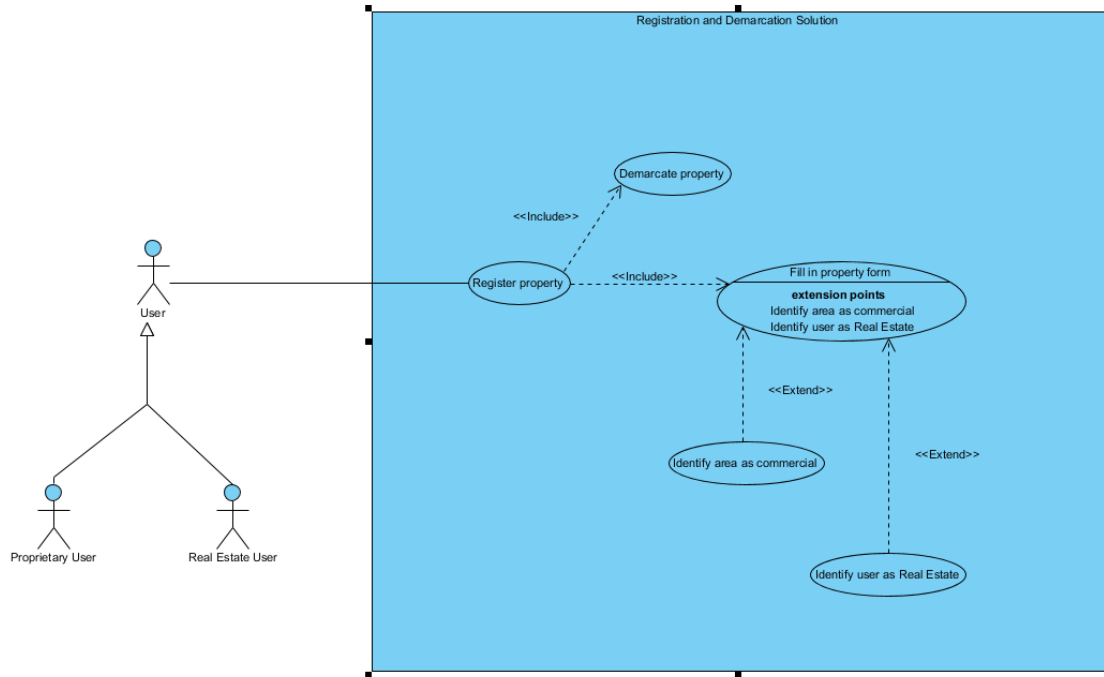 Registration and Demarcation Solution
Demarcate property
<<Include>>
Register property
<<Include>>
Fill in property form
extension points
Identify area as commercial
Identify user as Real Estate
User
<<Extend>>
<<Extend>>
Identify area as commercial
Proprietary User
Real Estate User
Identify user as Real Estate